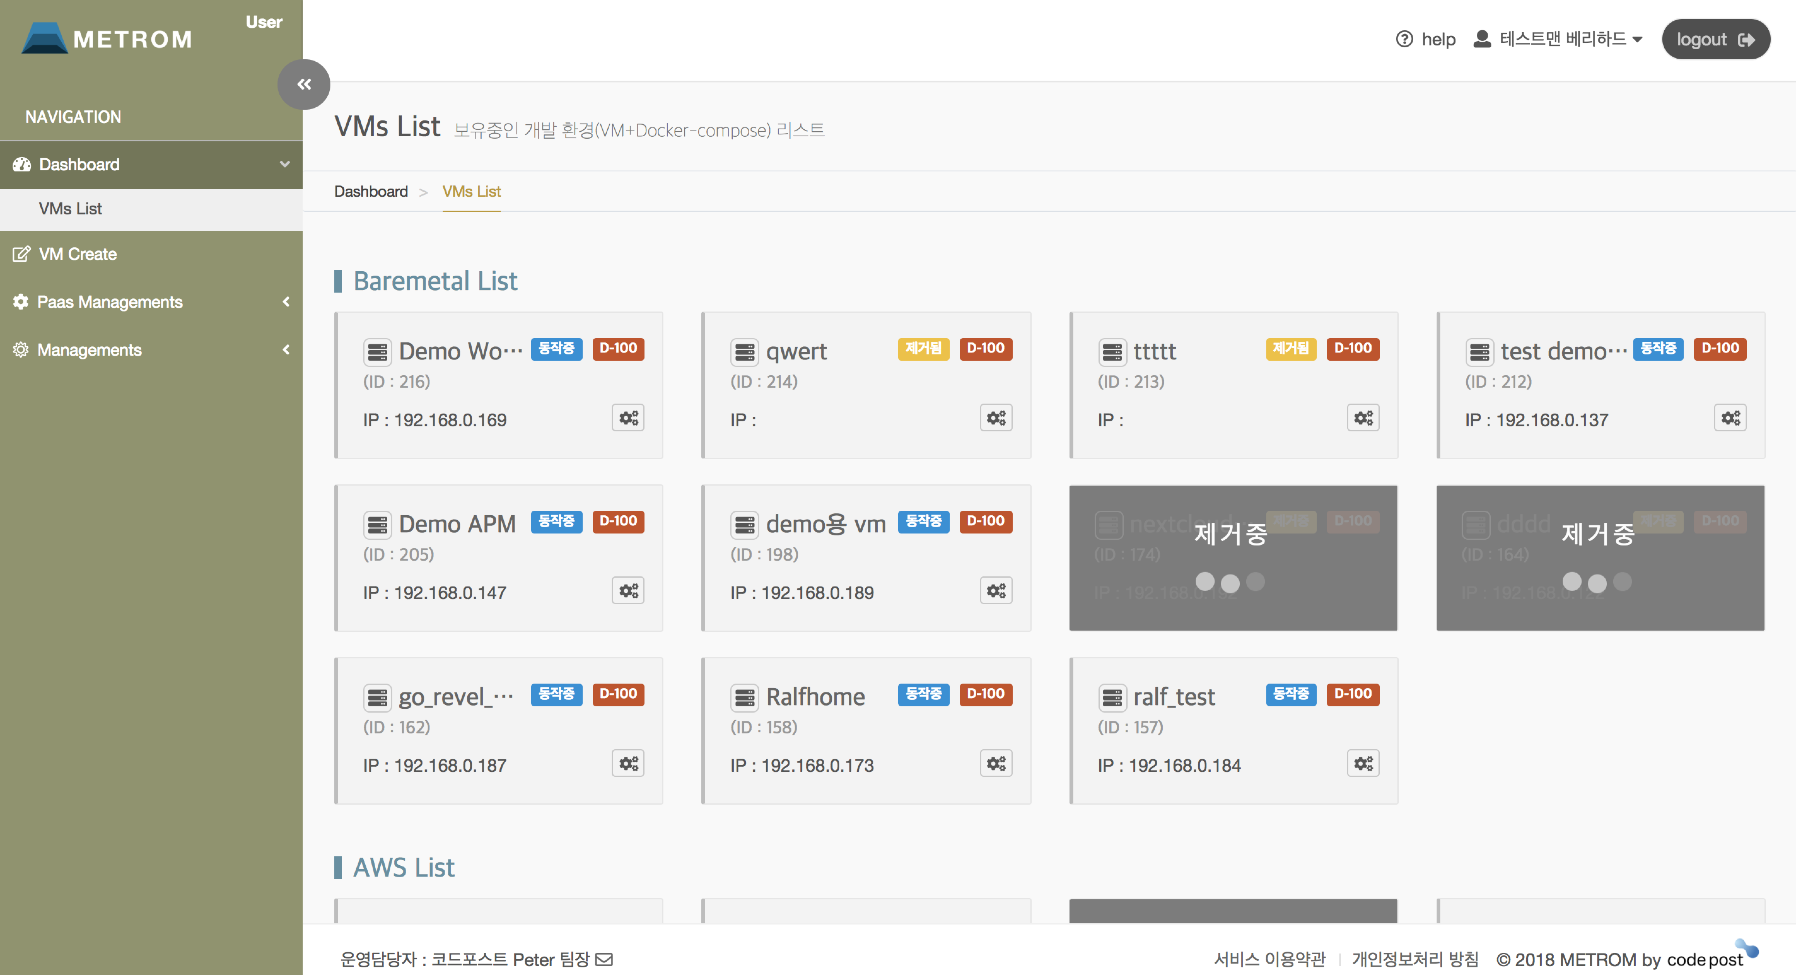 METROM
User
help
테스트맨 베리하드
logout
NAVIGATION
Dashboard
VMs List
VM Create
Paas Managements
Managements
VMs List 보유중인 개발 환경(VM+Docker-compose) 리스트
Dashboard > VMs List
Baremetal List
Demo Wo··· 동작중 D-100
(ID : 216)
IP : 192.168.0.169
qwert 제거됨 D-100
(ID : 214)
IP :
ttttt 제거됨 D-100
(ID : 213)
IP :
test demo··· 동작중 D-100
(ID : 212)
IP : 192.168.0.137
Demo APM 동작중 D-100
(ID : 205)
IP : 192.168.0.147
demo용 vm 동작중 D-100
(ID : 198)
IP : 192.168.0.189
nextcloud D-100
제거중
(ID : 174)
IP : 192.168.0.
dddd D-100
제거중
(ID : 164)
IP : 192.168.0.
go_revel_··· 동작중 D-100
(ID : 162)
IP : 192.168.0.187
Ralfhome 동작중 D-100
(ID : 158)
IP : 192.168.0.173
ralf_test 동작중 D-100
(ID : 157)
IP : 192.168.0.184
AWS List
운영담당자 : 코드포스트 Peter 팀장
서비스 이용약관 | 개인정보처리 방침 © 2018 METROM by code post